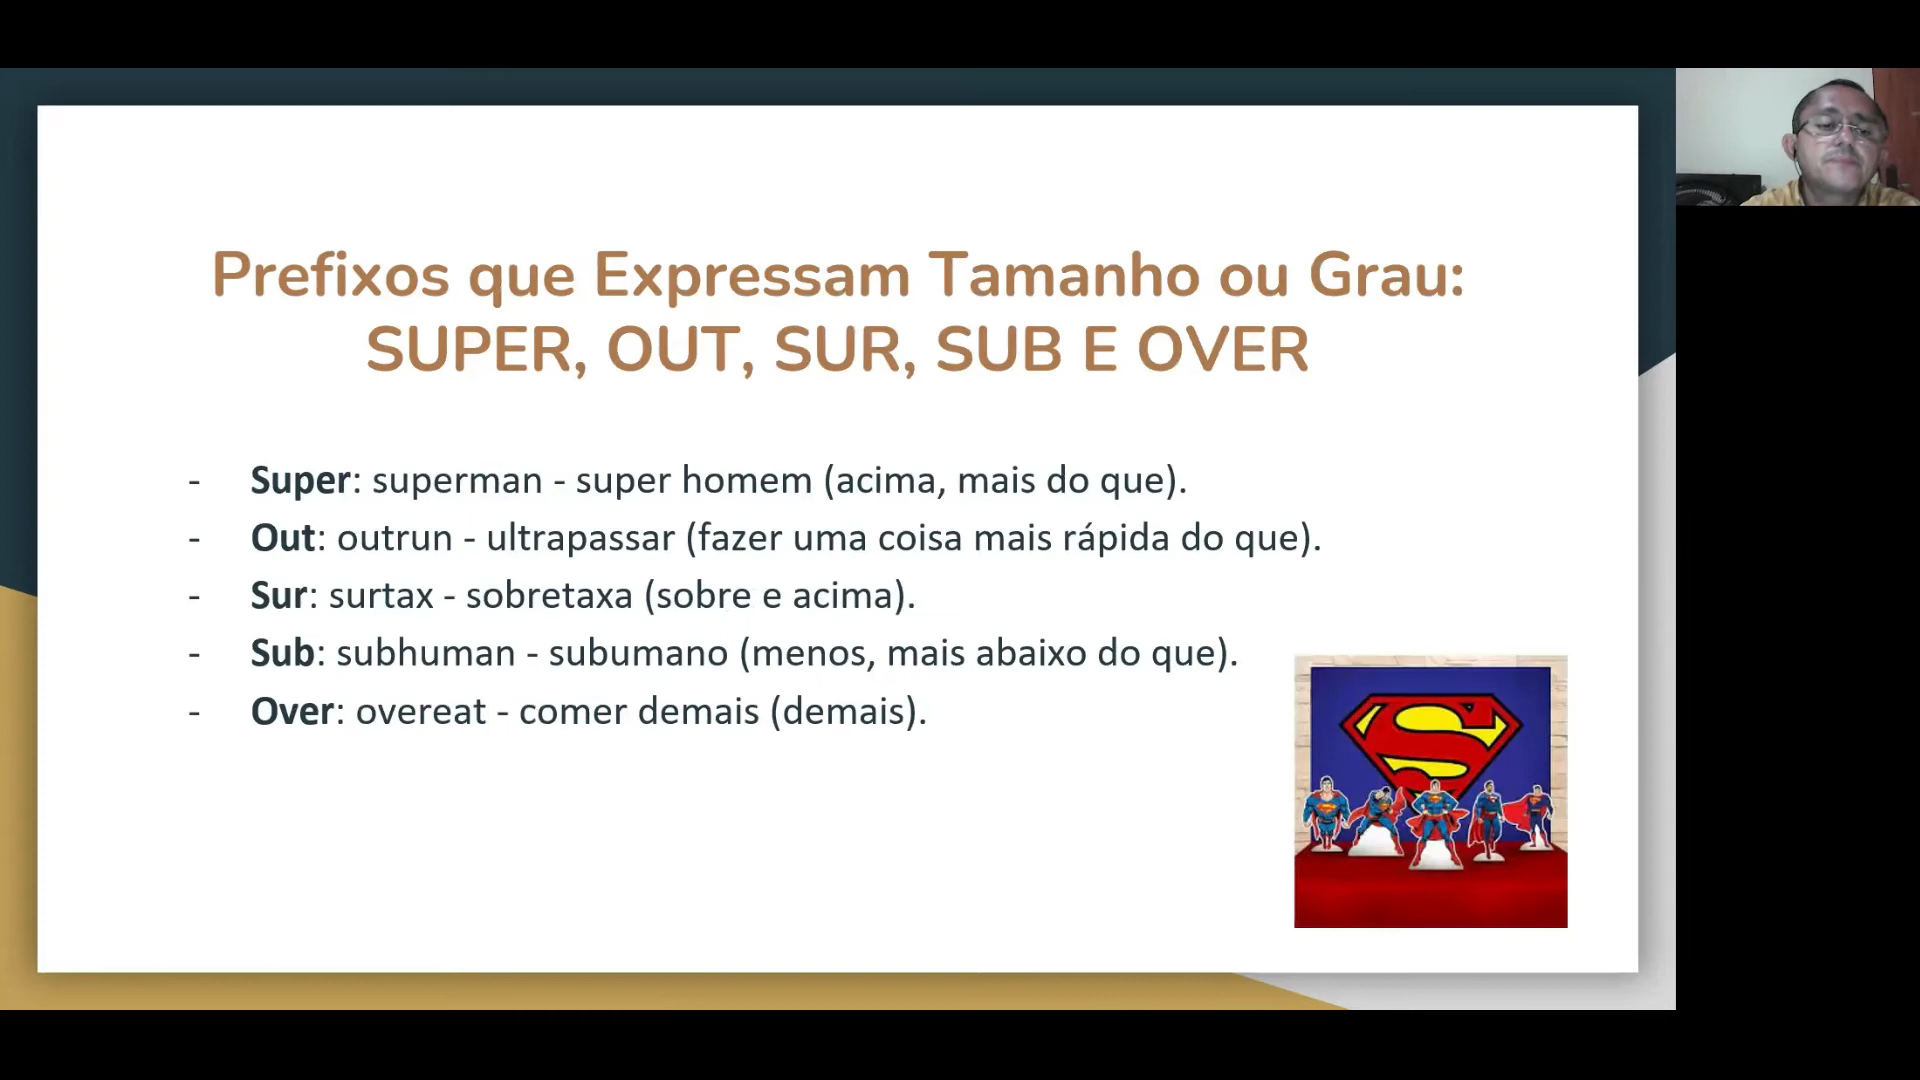 Prefixos que Expressam Tamanho ou Grau:
SUPER, OUT, SUR, SUB E OVER
- Super: superman - super homem (acima, mais do que).
- Out: outrun - ultrapassar (fazer uma coisa mais rápida do que).
- Sur: surtax - sobretaxa (sobre e acima).
- Sub: subhuman - subumano (menos, mais abaixo do que).
- Over: overeat - comer demais (demais).
S